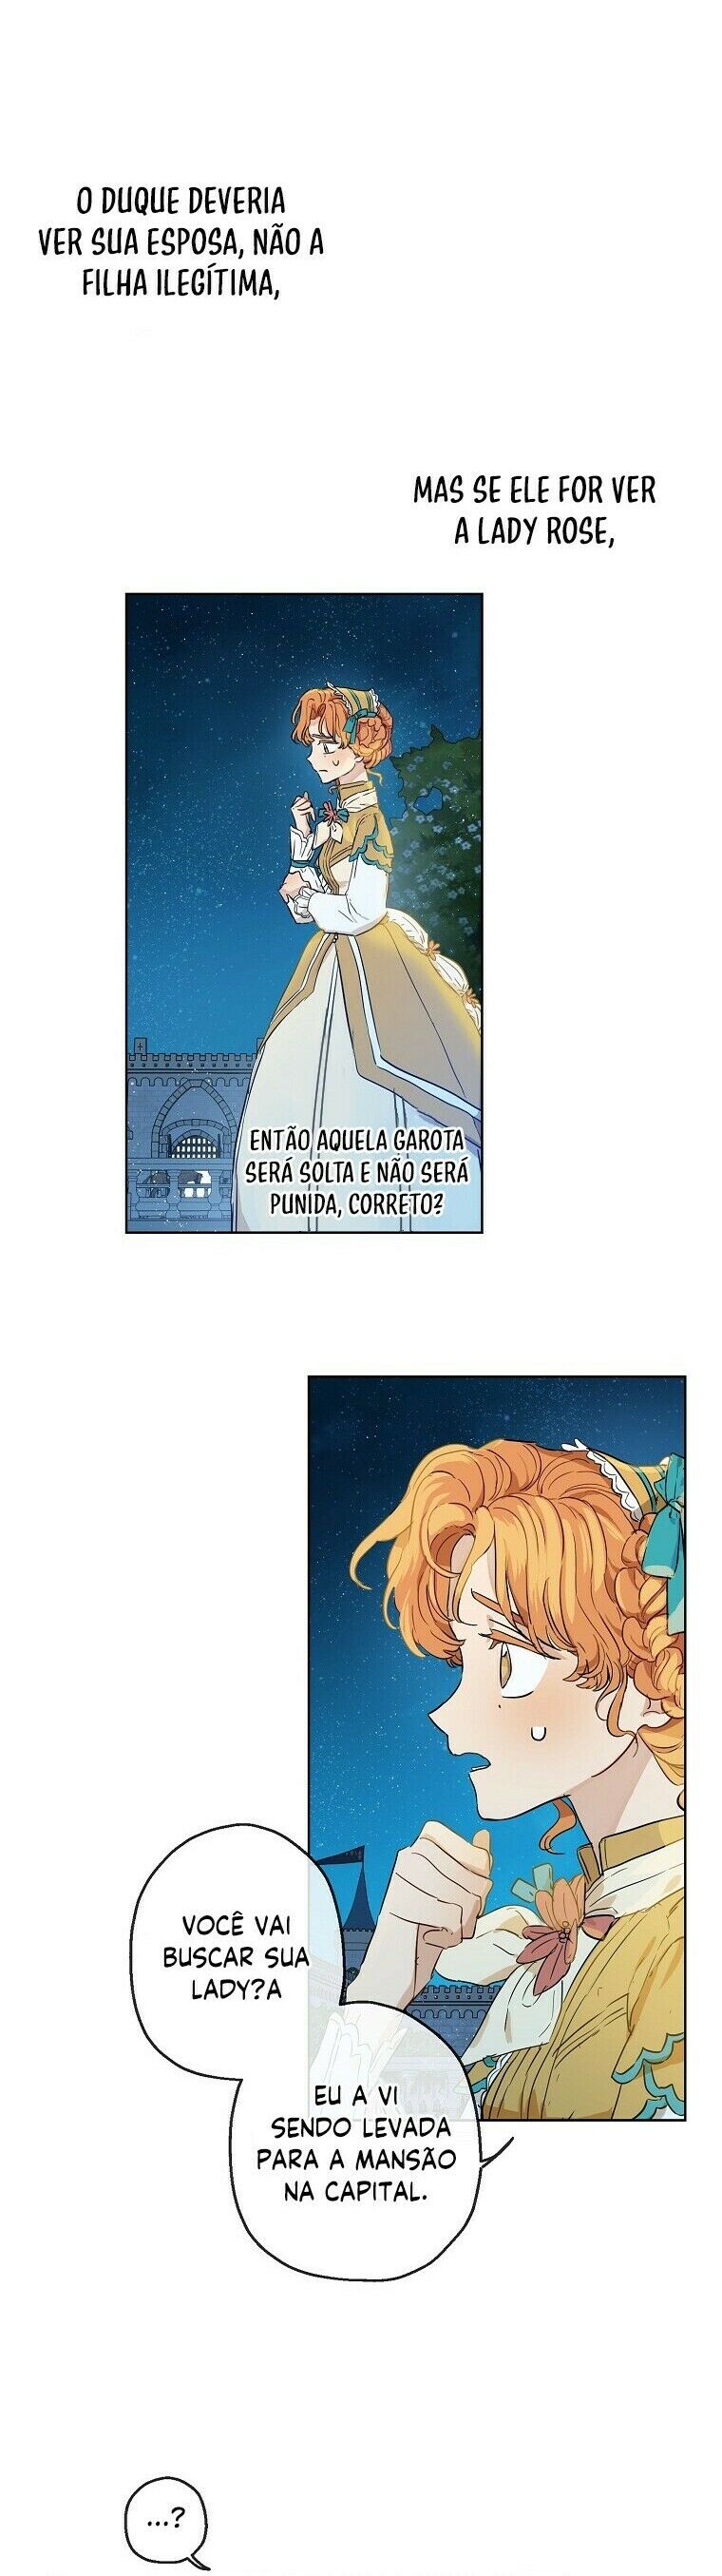 O DUQUE DEVERIA
VER SUA ESPOSA, NÃO A
FILHA ILEGÍTIMA,
MAS SE ELE FOR VER
A LADY ROSE,
ENTÃO AQUELA GAROTA
SERÁ SOLTA E NÃO SERÁ
PUNIDA, CORRETO?
VOCÊ VAI
BUSCAR SUA
LADY?A
EU A VI
SENDO LEVADA
PARA A MANSÃO
NA CAPITAL.
...?